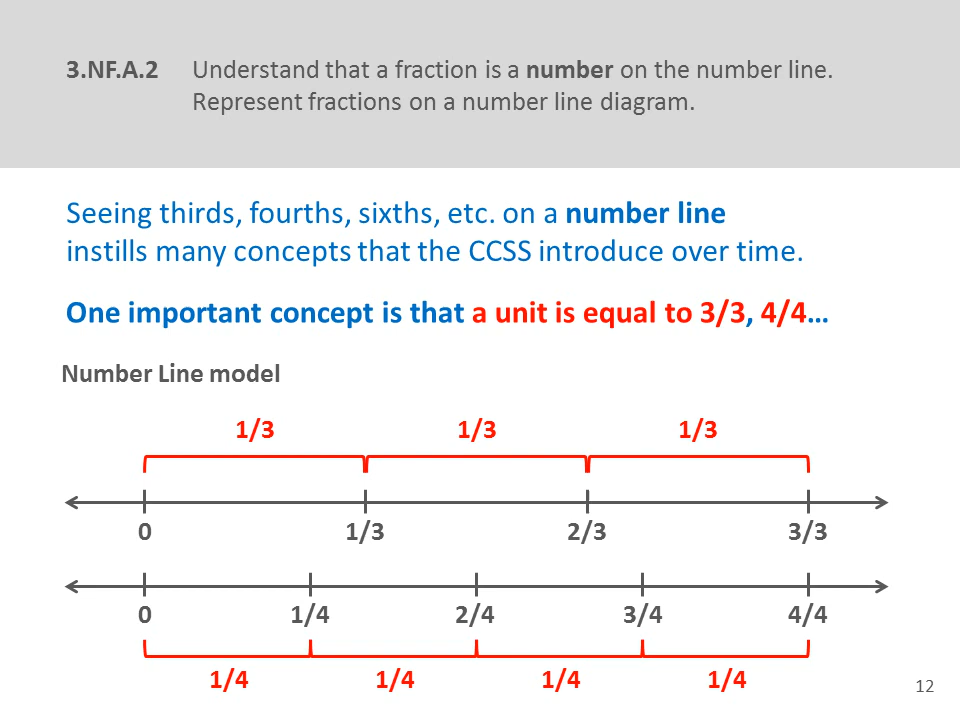 3.NF.A.2 Understand that a fraction is a number on the number line.
Represent fractions on a number line diagram.
Seeing thirds, fourths, sixths, etc. on a number line
instills many concepts that the CCSS introduce over time.
One important concept is that a unit is equal to 3/3, 4/4…
Number Line model
1/3 1/3 1/3
0 1/3 2/3 3/3
0 1/4 2/4 3/4 4/4
1/4 1/4 1/4 1/4
12